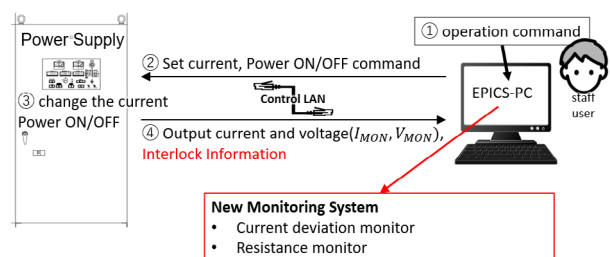 ① operation command
Power Supply
② Set current, Power ON/OFF command
EPICS-PC
staff
user
③ change the current
Power ON/OFF
Control LAN
④ Output current and voltage(I_MON, V_MON),
Interlock Information
New Monitoring System
• Current deviation monitor
• Resistance monitor